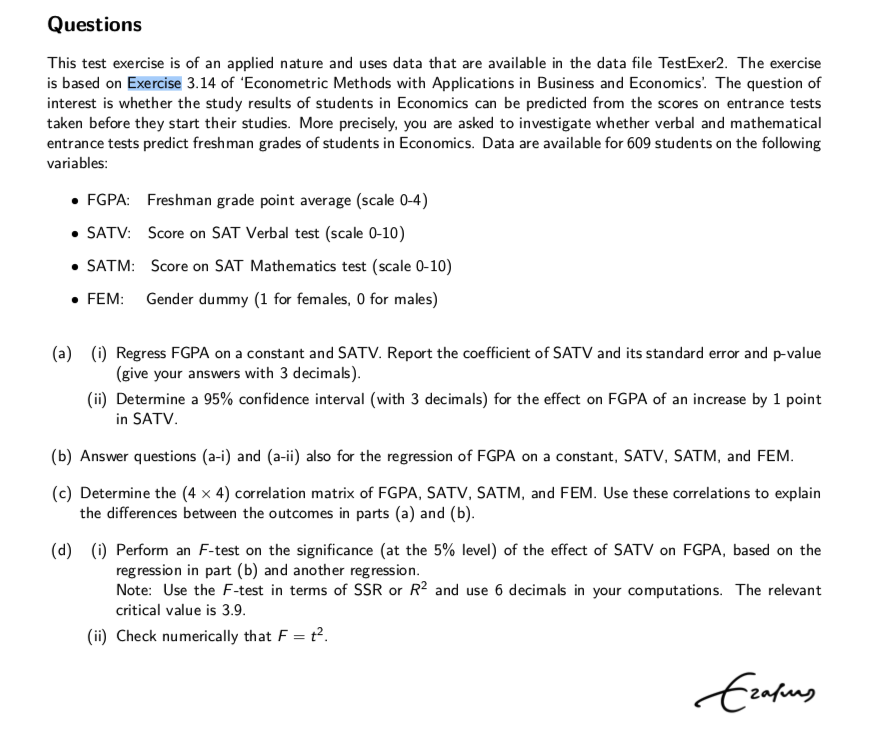 Questions
This test exercise is of an applied nature and uses data that are available in the data file TestExer2. The exercise
is based on Exercise 3.14 of ‘Econometric Methods with Applications in Business and Economics’. The question of
interest is whether the study results of students in Economics can be predicted from the scores on entrance tests
taken before they start their studies. More precisely, you are asked to investigate whether verbal and mathematical
entrance tests predict freshman grades of students in Economics. Data are available for 609 students on the following
variables:
• FGPA: Freshman grade point average (scale 0-4)
• SATV: Score on SAT Verbal test (scale 0-10)
• SATM: Score on SAT Mathematics test (scale 0-10)
• FEM: Gender dummy (1 for females, 0 for males)
(a) (i) Regress FGPA on a constant and SATV. Report the coefficient of SATV and its standard error and p-value
(give your answers with 3 decimals).
(ii) Determine a 95% confidence interval (with 3 decimals) for the effect on FGPA of an increase by 1 point
in SATV.
(b) Answer questions (a-i) and (a-ii) also for the regression of FGPA on a constant, SATV, SATM, and FEM.
(c) Determine the (4 × 4) correlation matrix of FGPA, SATV, SATM, and FEM. Use these correlations to explain
the differences between the outcomes in parts (a) and (b).
(d) (i) Perform an F-test on the significance (at the 5% level) of the effect of SATV on FGPA, based on the
regression in part (b) and another regression.
Note: Use the F-test in terms of SSR or R² and use 6 decimals in your computations. The relevant
critical value is 3.9.
(ii) Check numerically that F = t².
Erasmus